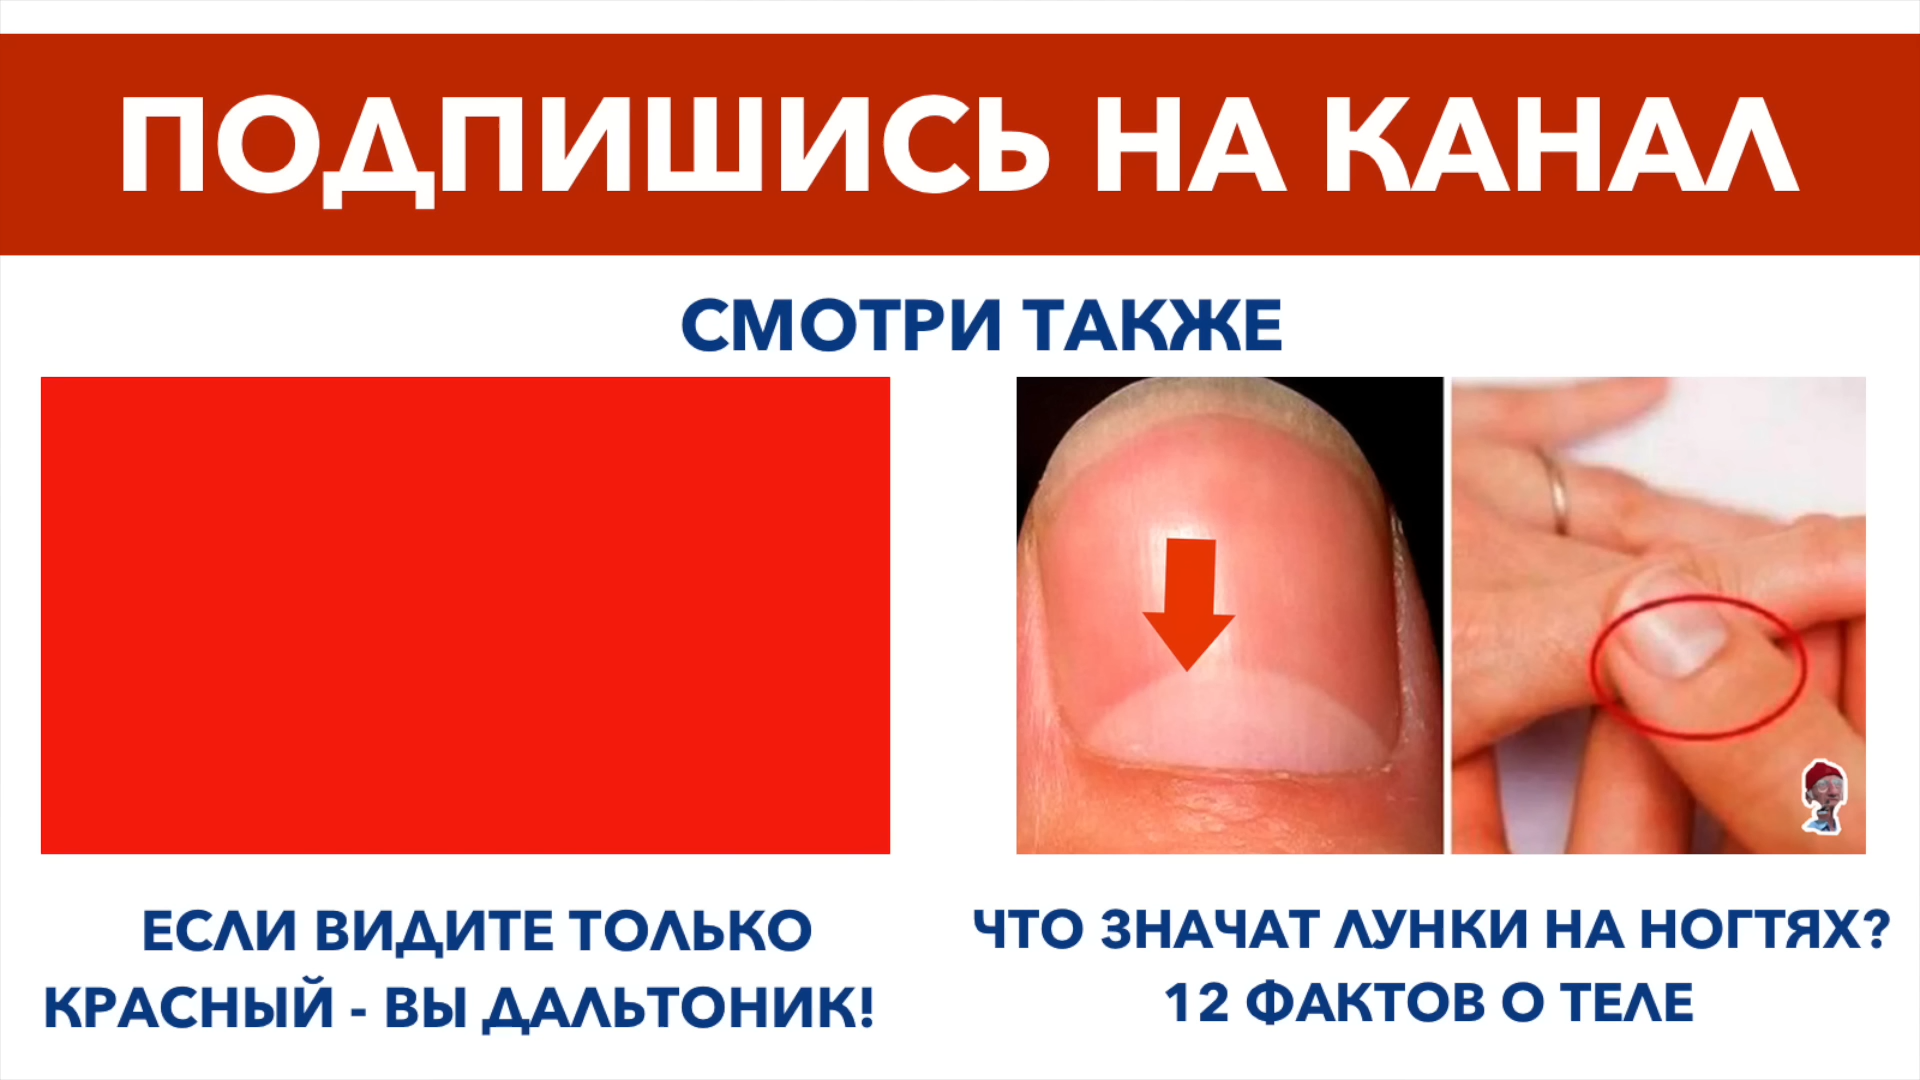 ПОДПИШИСЬ НА КАНАЛ
СМОТРИ ТАКЖЕ
ЕСЛИ ВИДИТЕ ТОЛЬКО
КРАСНЫЙ - ВЫ ДАЛЬТОНИК!
ЧТО ЗНАЧАТ ЛУНКИ НА НОГТЯХ?
12 ФАКТОВ О ТЕЛЕ